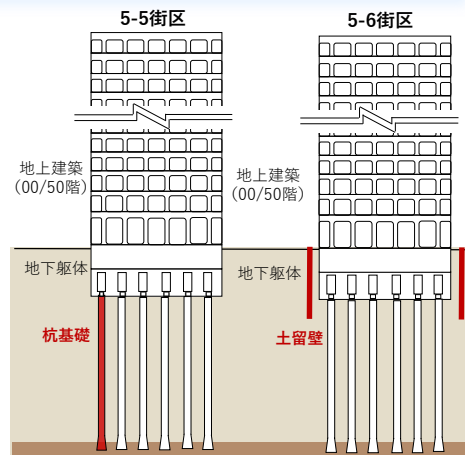 5-5街区
5-6街区
地上建築
（00/50階）
地上建築
（00/50階）
地下躯体
地下躯体
杭基礎
土留壁